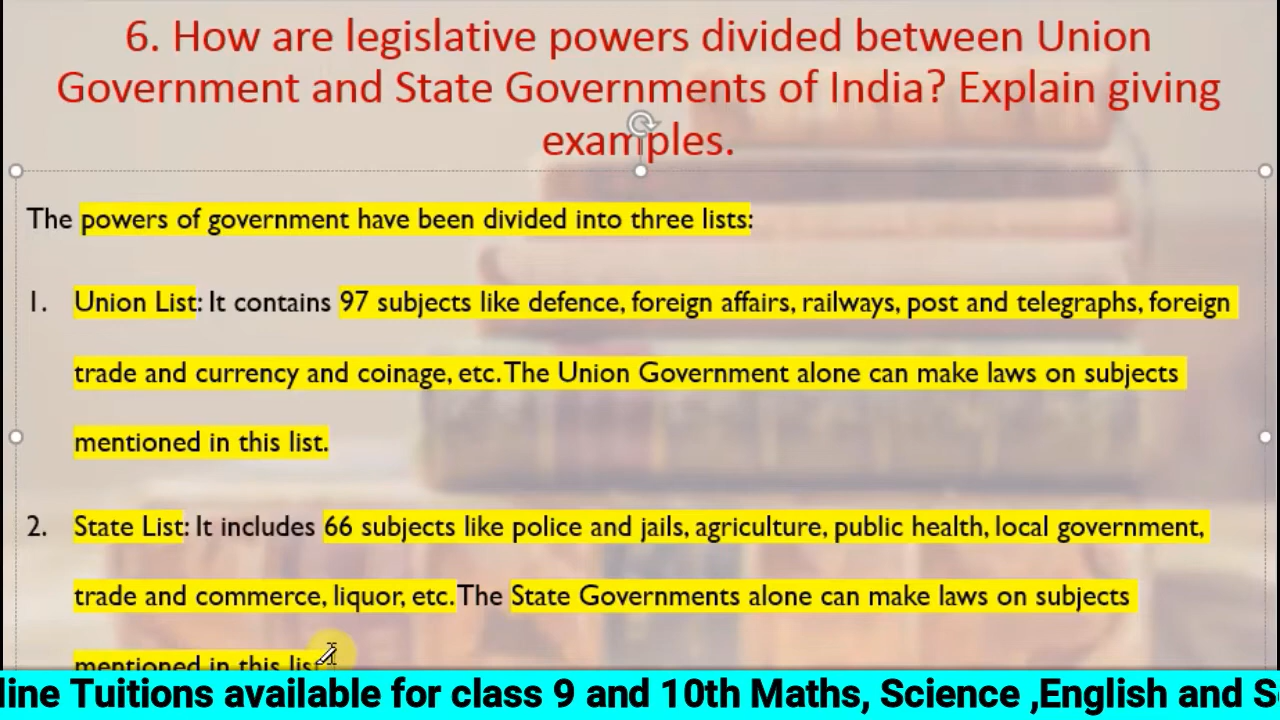 6. How are legislative powers divided between Union
Government and State Governments of India? Explain giving
examples.
The powers of government have been divided into three lists:
1. Union List: It contains 97 subjects like defence, foreign affairs, railways, post and telegraphs, foreign
trade and currency and coinage, etc. The Union Government alone can make laws on subjects
mentioned in this list.
2. State List: It includes 66 subjects like police and jails, agriculture, public health, local government,
trade and commerce, liquor, etc. The State Governments alone can make laws on subjects
mentioned in this list
line Tuitions available for class 9 and 10th Maths, Science ,English and S